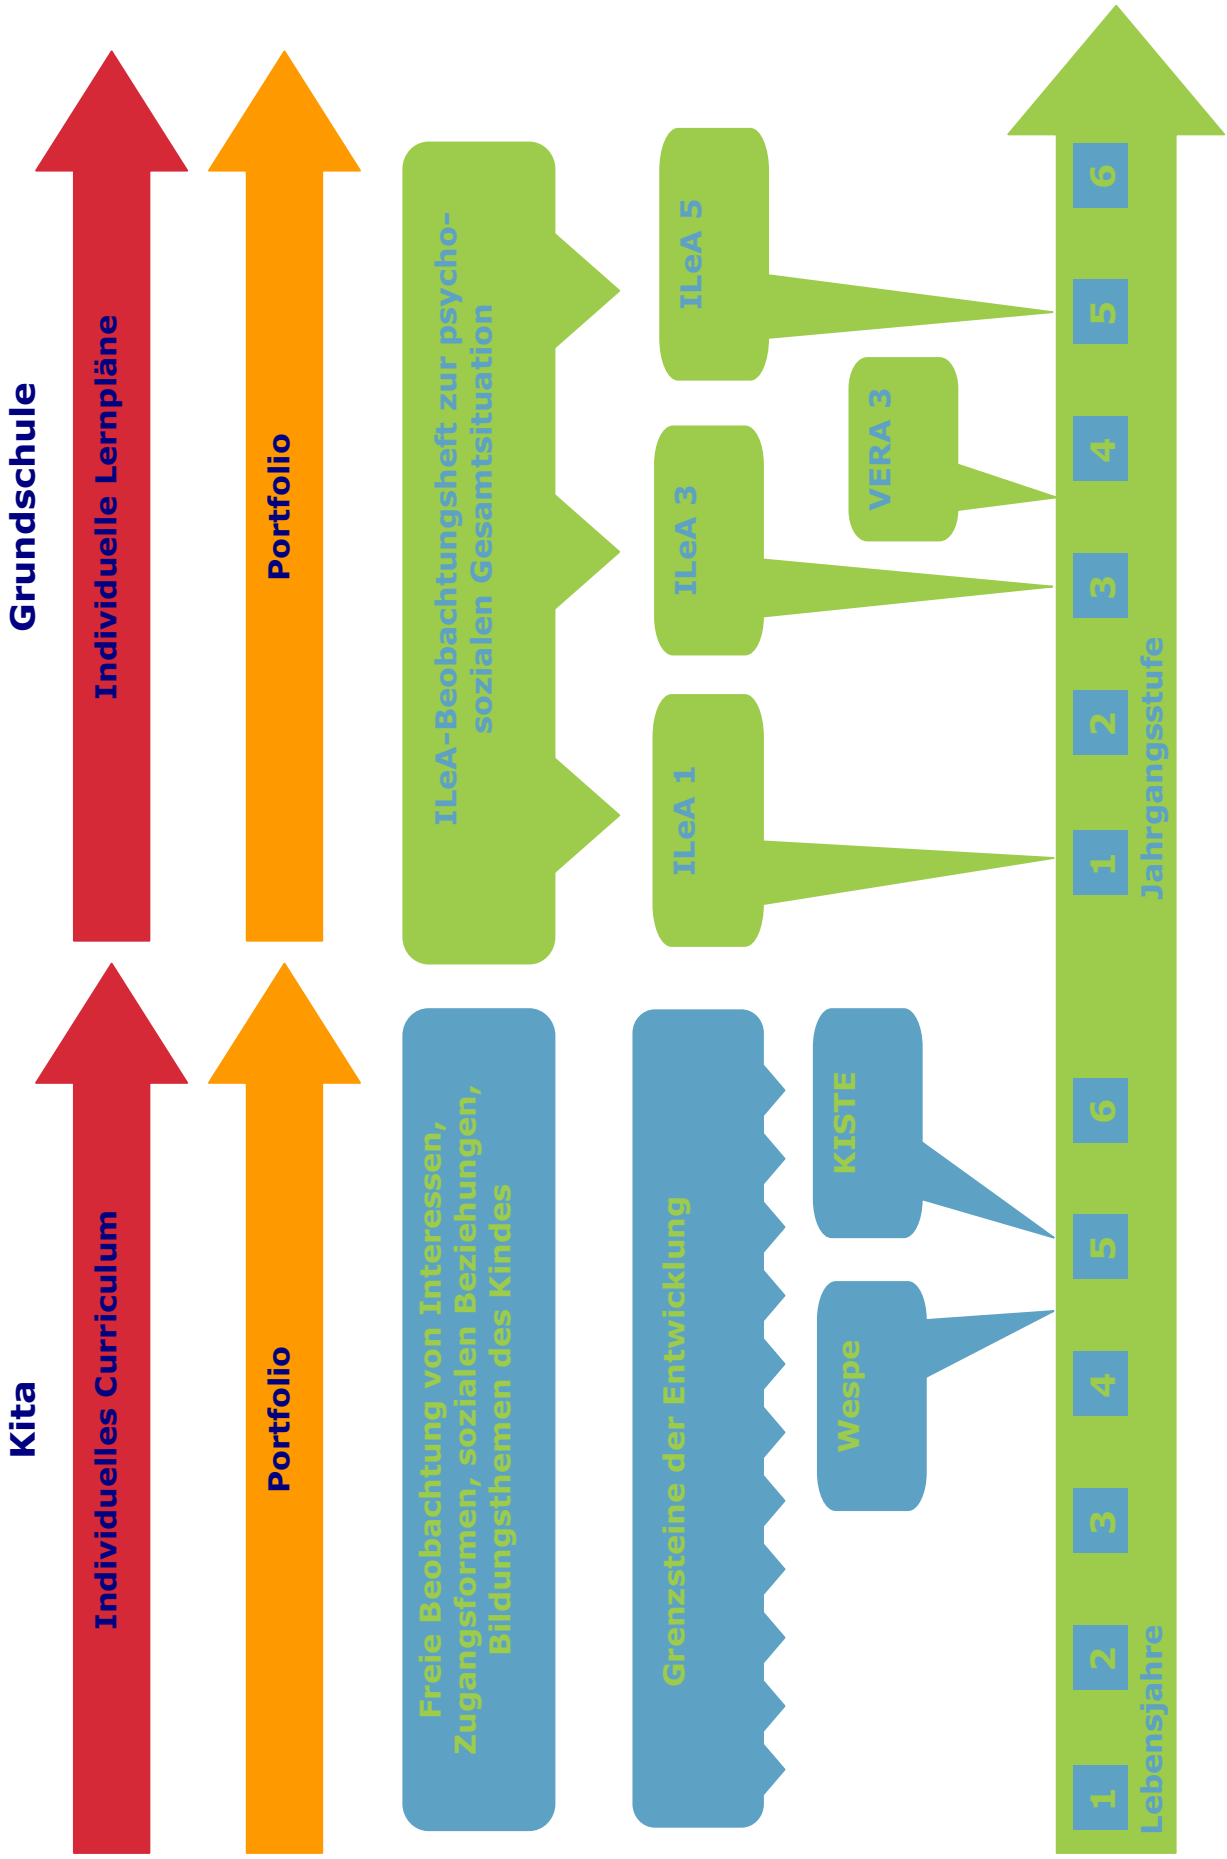 Kita
Grundschule
Individuelles Curriculum
Individuelle Lernpläne
Portfolio
Portfolio
Freie Beobachtung von Interessen,
Zugangsformen, sozialen Beziehungen,
Bildungsthemen des Kindes
ILeA-Beobachtungsheft zur psycho-
sozialen Gesamtsituation
Grenzsteine der Entwicklung
ILeA 1
ILeA 3
ILeA 5
Wespe
KISTE
VERA 3
1
2
3
4
5
6
1
2
3
4
5
6
Lebensjahre
Jahrgangsstufe